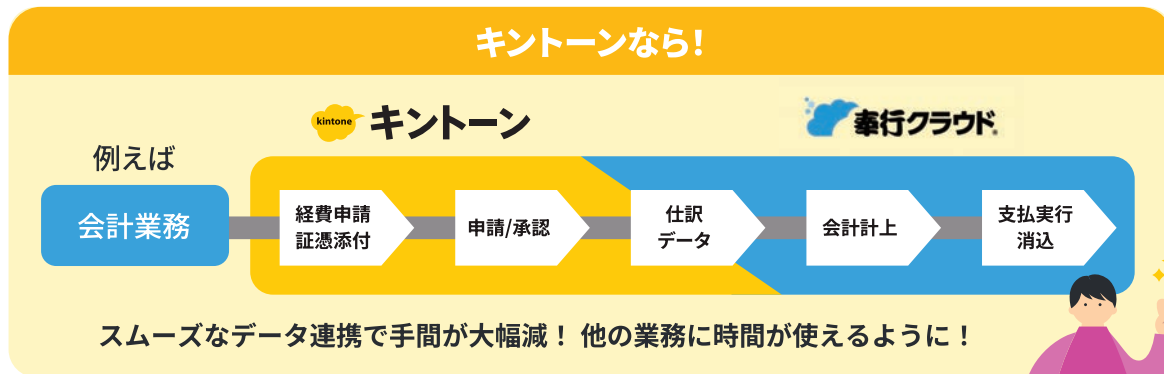 キントーンなら!
kintone
キントーン
奉行クラウド®
例えば
会計業務
経費申請
証憑添付
申請/承認
仕訳
データ
会計計上
支払実行
消込
スムーズなデータ連携で手間が大幅減! 他の業務に時間が使えるように!